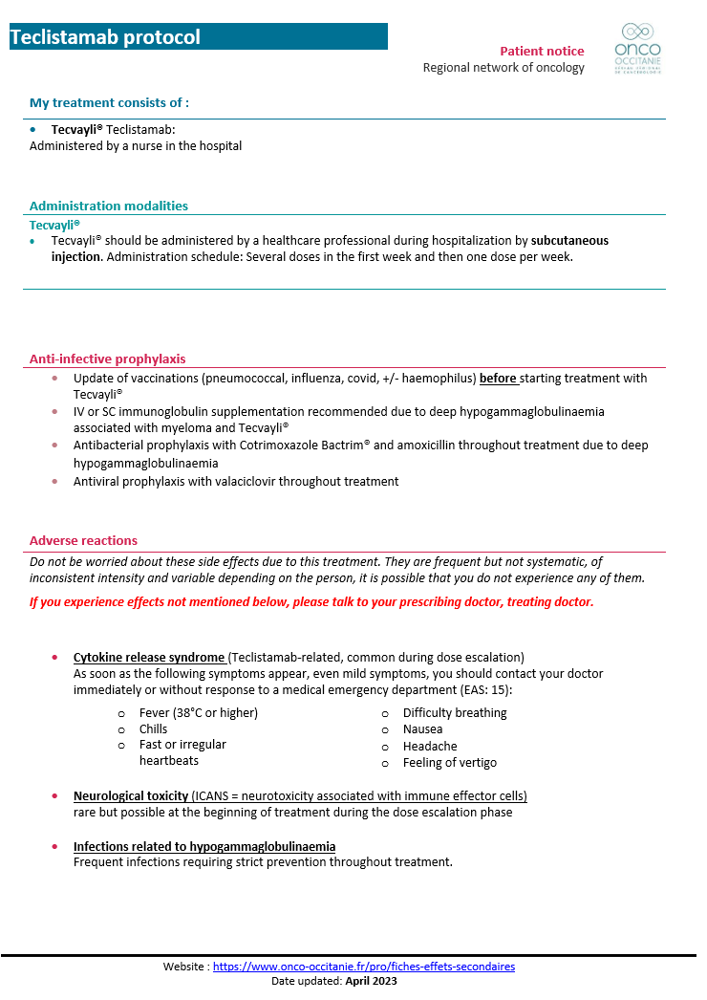 Teclistamab protocol
Patient notice
Regional network of oncology
ONCO
OCCITANIE
RÉSEAU RÉGIONAL
DE CANCÉROLOGIE
My treatment consists of :
• Tecvayli® Teclistamab:
Administered by a nurse in the hospital
Administration modalities
Tecvayli®
• Tecvayli® should be administered by a healthcare professional during hospitalization by subcutaneous
injection. Administration schedule: Several doses in the first week and then one dose per week.
Anti-infective prophylaxis
• Update of vaccinations (pneumococcal, influenza, covid, +/- haemophilus) before starting treatment with
Tecvayli®
• IV or SC immunoglobulin supplementation recommended due to deep hypogammaglobulinaemia
associated with myeloma and Tecvayli®
• Antibacterial prophylaxis with Cotrimoxazole Bactrim® and amoxicillin throughout treatment due to deep
hypogammaglobulinaemia
• Antiviral prophylaxis with valaciclovir throughout treatment
Adverse reactions
Do not be worried about these side effects due to this treatment. They are frequent but not systematic, of
inconsistent intensity and variable depending on the person, it is possible that you do not experience any of them.
If you experience effects not mentioned below, please talk to your prescribing doctor, treating doctor.
• Cytokine release syndrome (Teclistamab-related, common during dose escalation)
As soon as the following symptoms appear, even mild symptoms, you should contact your doctor
immediately or without response to a medical emergency department (EAS: 15):
o Fever (38°C or higher)
o Chills
o Fast or irregular
heartbeats
o Difficulty breathing
o Nausea
o Headache
o Feeling of vertigo
• Neurological toxicity (ICANS = neurotoxicity associated with immune effector cells)
rare but possible at the beginning of treatment during the dose escalation phase
• Infections related to hypogammaglobulinaemia
Frequent infections requiring strict prevention throughout treatment.
Website : https://www.onco-occitanie.fr/pro/fiches-effets-secondaires
Date updated: April 2023